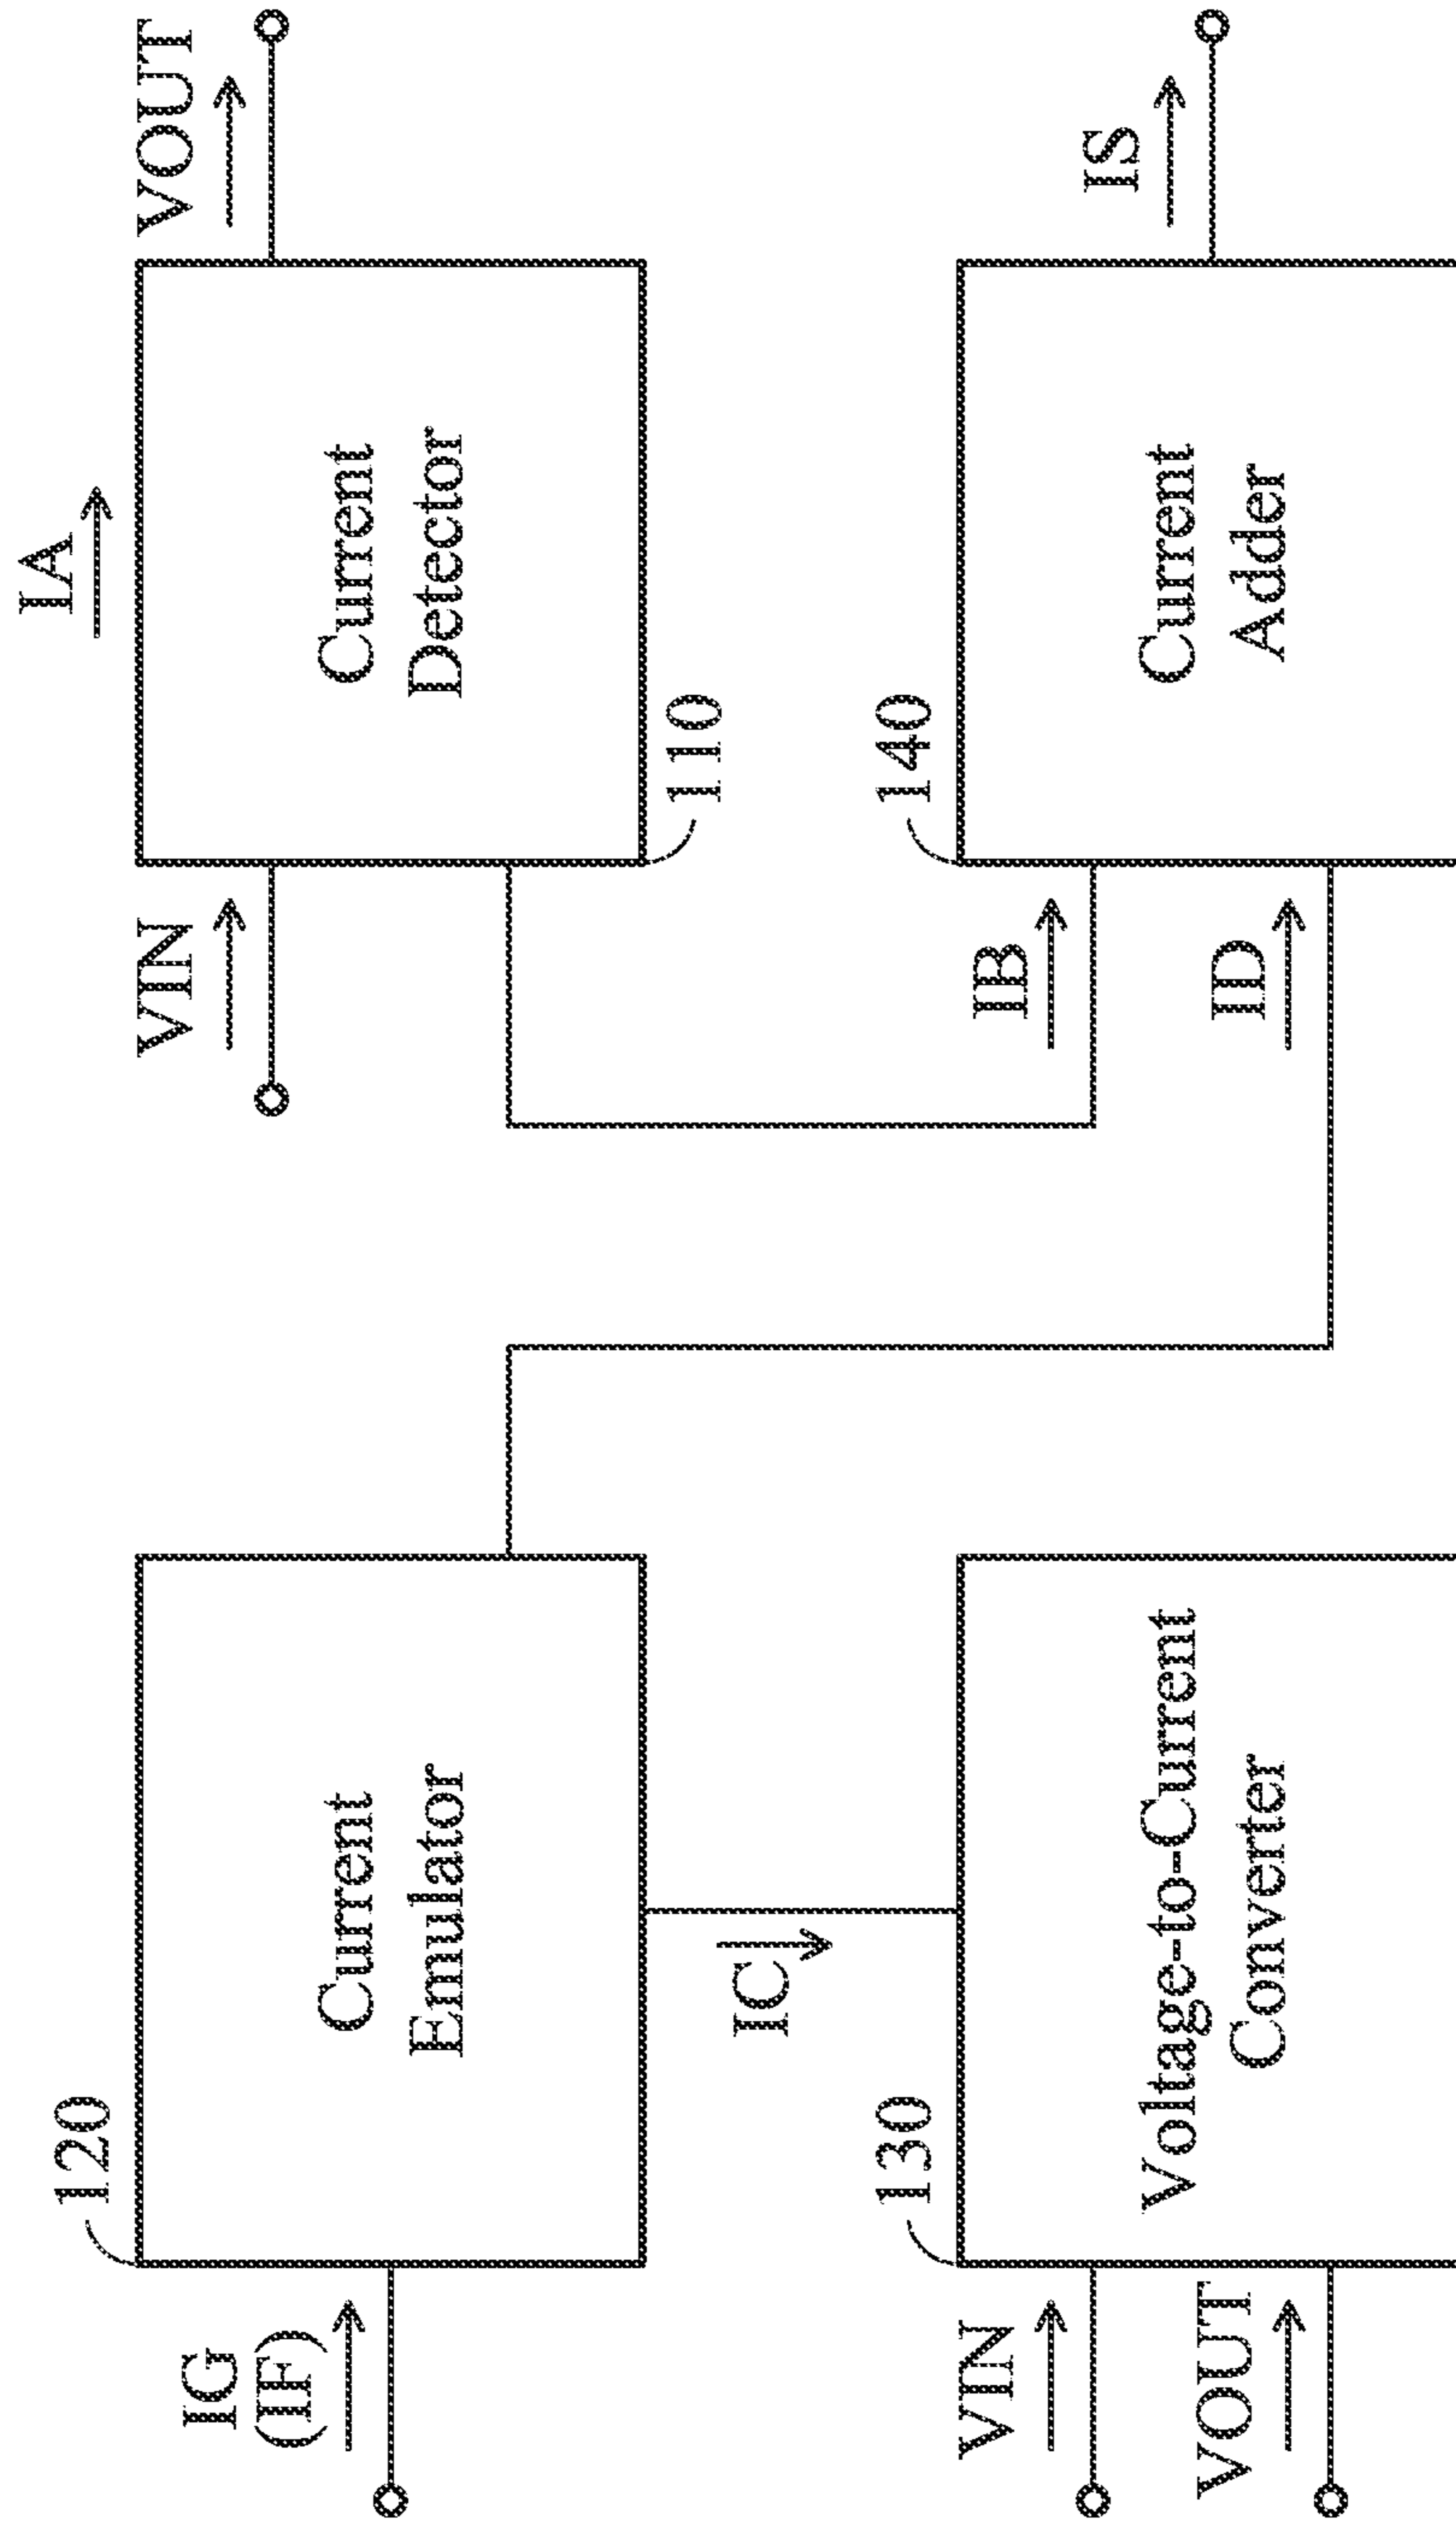 120
IG
(IF)
Current
Emulator
IC
130
VIN
VOUT
Voltage-to-Current
Converter
IA
VIN
VOUT
Current
Detector
110
140
IB
ID
Current
Adder
IS